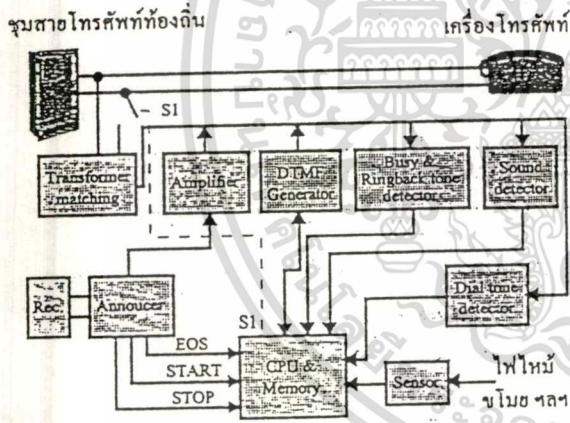 ชุมสายโทรศัพท์ท้องถิ่น
เครื่องโทรศัพท์
S1
Transformer
matching
Amplifier
DTMF
Generator
Busy &
Ringback tone
detector
Sound
detector
Rec.
Annoucer
Dial tone
detector
S1
EOS
START
STOP
CPU &
Memory
Sensor
ไฟไหม้
ขโมย ฯลฯ